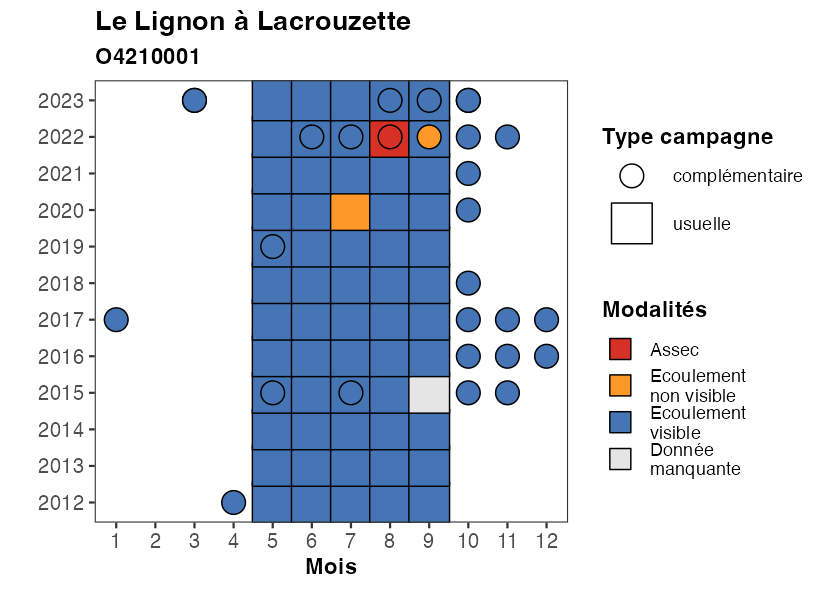 Le Lignon à Lacrouzette
O4210001
2023
2022
2021
2020
2019
2018
2017
2016
2015
2014
2013
2012
1 2 3 4 5 6 7 8 9 10 11 12
Mois
Type campagne
complémentaire
usuelle
Modalités
Assec
Ecoulement
non visible
Ecoulement
visible
Donnée
manquante